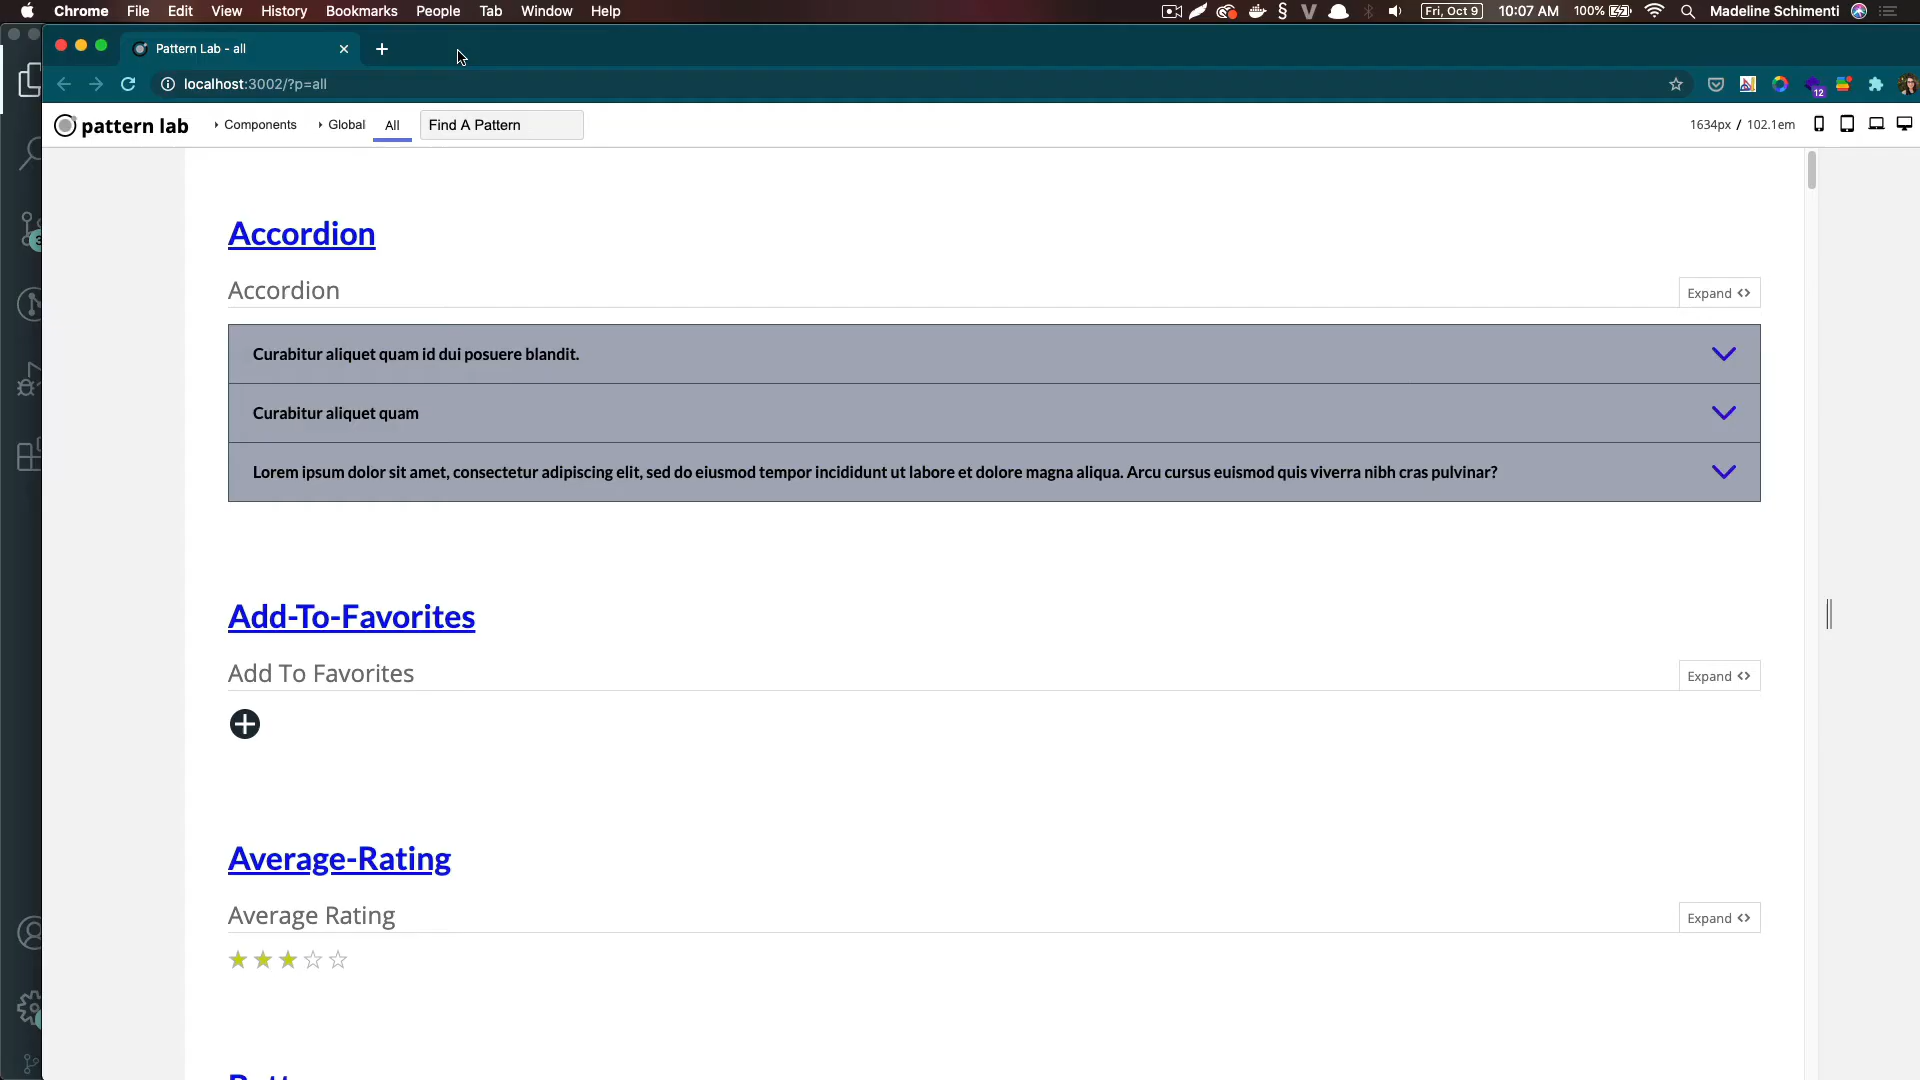 Chrome File Edit View History Bookmarks People Tab Window Help Fri, Oct 9 10:07 AM 100% Madeline Schimenti
Pattern Lab - all
localhost:3002/?p=all
12
pattern lab Components Global All Find A Pattern 1634px / 102.1em
Accordion
Accordion
Expand
Curabitur aliquet quam id dui posuere blandit.
Curabitur aliquet quam
Lorem ipsum dolor sit amet, consectetur adipiscing elit, sed do eiusmod tempor incididunt ut labore et dolore magna aliqua. Arcu cursus euismod quis viverra nibh cras pulvinar?
Add-To-Favorites
Add To Favorites
Expand
Average-Rating
Average Rating
Expand